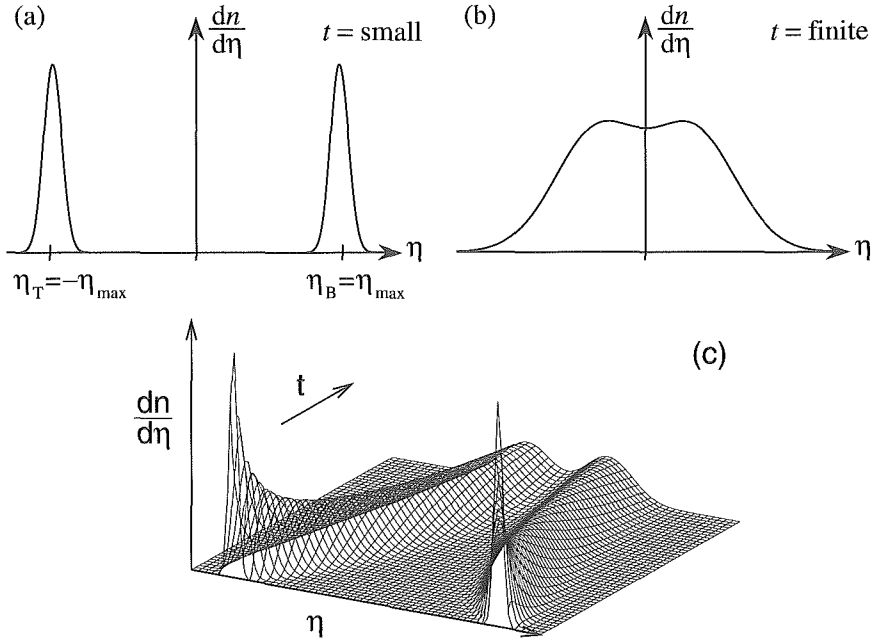 (a)
dn
dη
t = small
η
η_T=−η_max
η_B=η_max
(b)
dn
dη
t = finite
η
(c)
t
dn
dη
η